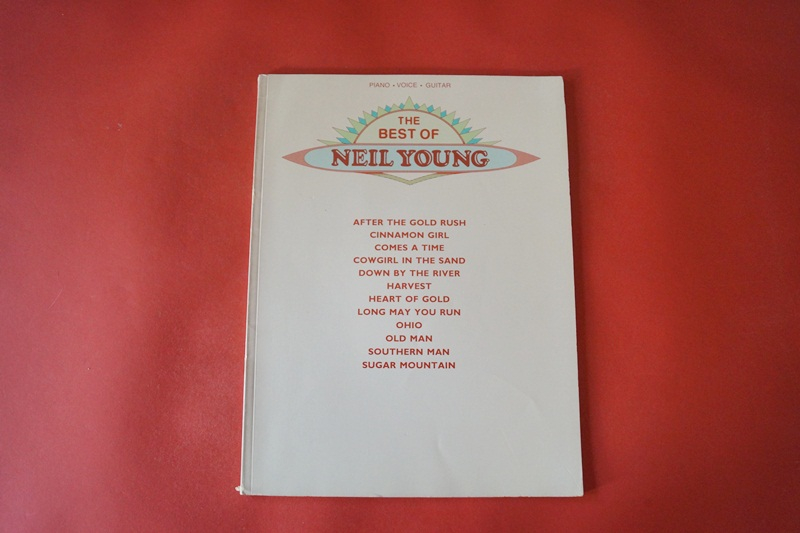 PIANO • VOICE • GUITAR
THE
BEST OF
NEIL YOUNG
AFTER THE GOLD RUSH
CINNAMON GIRL
COMES A TIME
COWGIRL IN THE SAND
DOWN BY THE RIVER
HARVEST
HEART OF GOLD
LONG MAY YOU RUN
OHIO
OLD MAN
SOUTHERN MAN
SUGAR MOUNTAIN